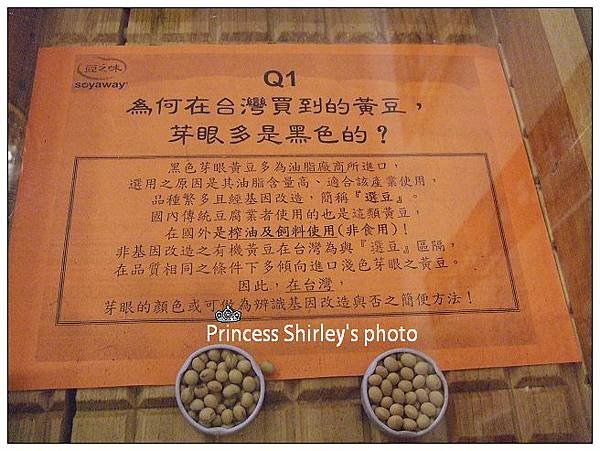 豆之味
soyaway
Q1
為何在台灣買到的黃豆，
芽眼多是黑色的？
黑色芽眼黃豆多為油脂廠商所進口，
選用之原因是其油脂含量高、適合該產業使用，
品種繁多且經基因改造，簡稱『選豆』。
國內傳統豆腐業者使用的也是這類黃豆，
在國外是榨油及飼料使用(非食用)！
非基因改造之有機黃豆在台灣為與『選豆』區隔，
在品質相同之條件下多傾向進口淺色芽眼之黃豆。
因此，在台灣，
芽眼的顏色或可做為辨識基因改造與否之簡便方法！
Princess Shirley's photo